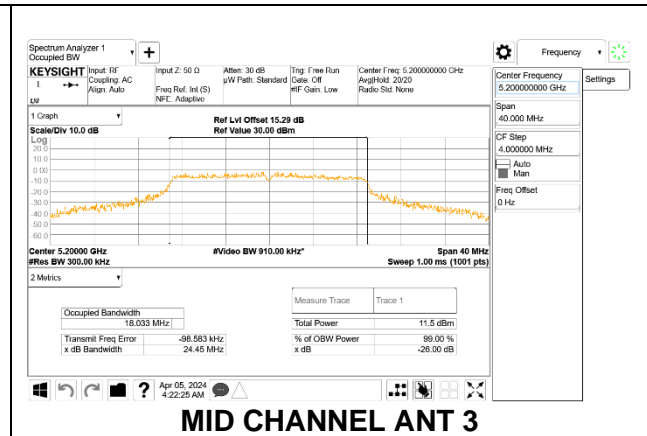 Spectrum Analyzer 1
Occupied BW
Frequency
KEYSIGHT
Input: RF
Coupling: AC
Align: Auto
Input Z: 50 Ω
Freq Ref: Int (S)
NFE: Adaptive
Atten: 30 dB
µW Path: Standard
Trig: Free Run
Gate: Off
#IF Gain: Low
Center Freq: 5.200000000 GHz
Avg|Hold: 20/20
Radio Std: None
Center Frequency
5.200000000 GHz
Settings
Span
40.000 MHz
CF Step
4.000000 MHz
Auto
Man
Freq Offset
0 Hz
1 Graph
Scale/Div 10.0 dB
Ref Lvl Offset 15.29 dB
Ref Value 30.00 dBm
Log
20.0
10.0
0.00
-10.0
-20.0
-30.0
-40.0
-50.0
-60.0
Center 5.20000 GHz
#Video BW 910.00 kHz*
Span 40 MHz
#Res BW 300.00 kHz
Sweep 1.00 ms (1001 pts)
2 Metrics
Measure Trace
Trace 1
Occupied Bandwidth
18.033 MHz
Total Power
11.5 dBm
Transmit Freq Error
-98.583 kHz
% of OBW Power
99.00 %
x dB Bandwidth
24.45 MHz
x dB
-26.00 dB
?
Apr 05, 2024
4:22:25 AM
MID CHANNEL ANT 3